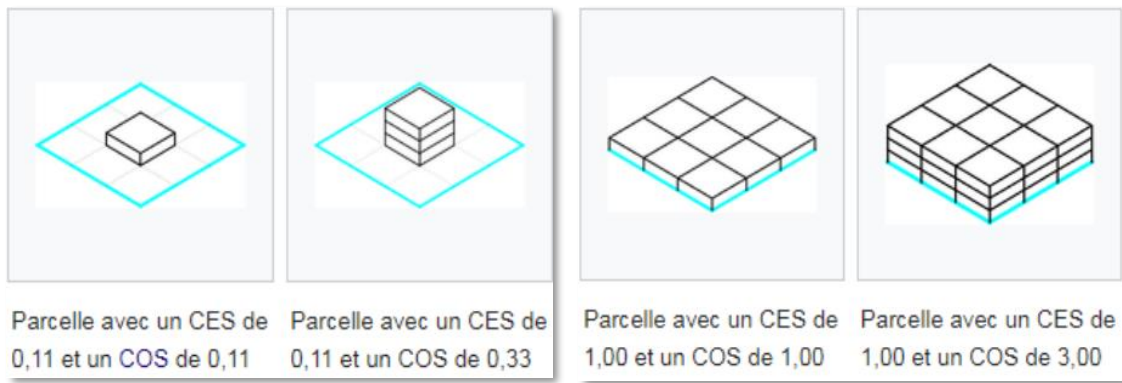 Parcelle avec un CES de
0,11 et un COS de 0,11
Parcelle avec un CES de
0,11 et un COS de 0,33
Parcelle avec un CES de
1,00 et un COS de 1,00
Parcelle avec un CES de
1,00 et un COS de 3,00